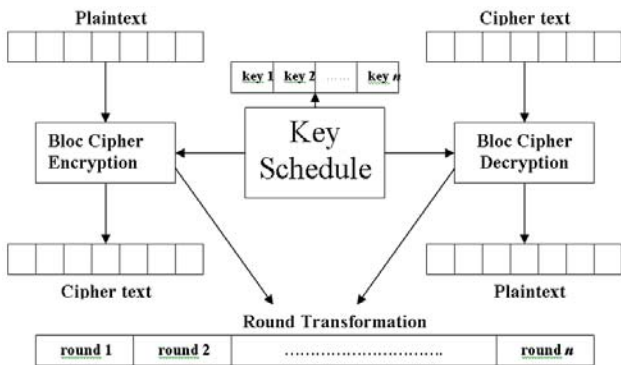 Plaintext
Cipher text
key 1 key 2 ...... key n
Bloc Cipher
Encryption
Key
Schedule
Bloc Cipher
Decryption
Cipher text
Plaintext
Round Transformation
round 1 round 2 ................................. round n